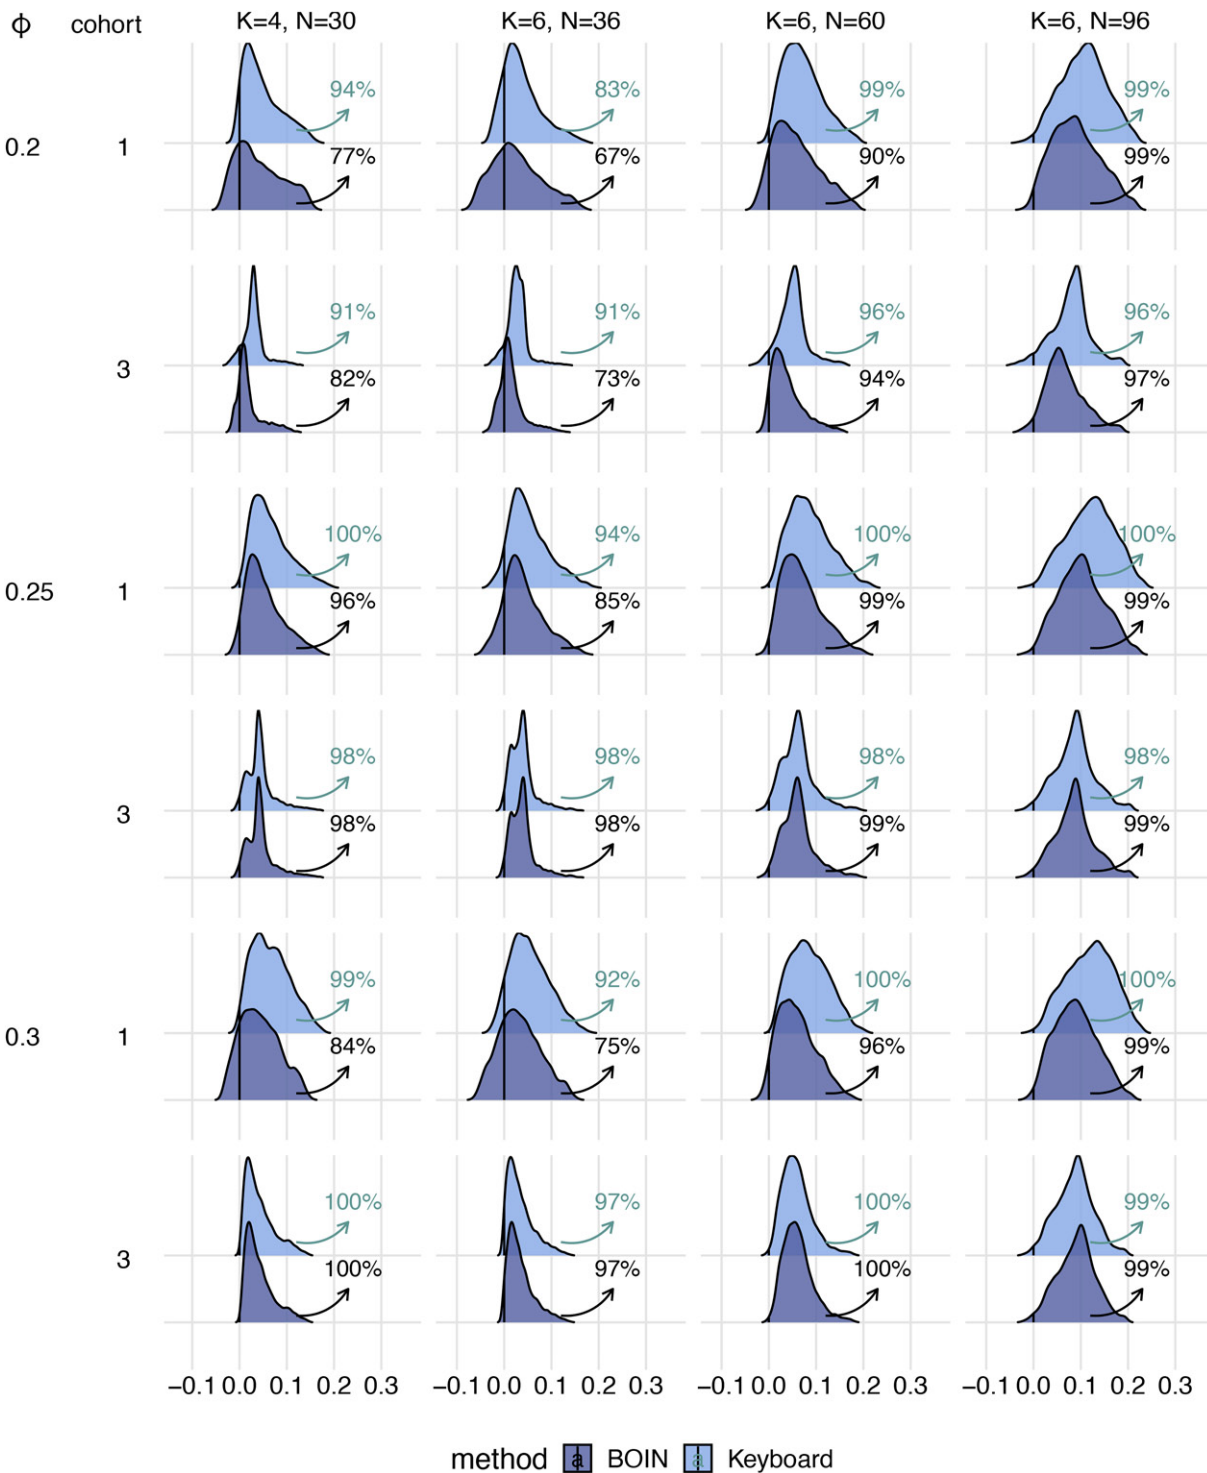 ϕ cohort K=4, N=30 K=6, N=36 K=6, N=60 K=6, N=96
94% 83% 99% 99%
0.2 1 77% 67% 90% 99%
91% 91% 96% 96%
3 82% 73% 94% 97%
100% 94% 100% 100%
0.25 1 96% 85% 99% 99%
98% 98% 98% 98%
3 98% 98% 99% 99%
99% 92% 100% 100%
0.3 1 84% 75% 96% 99%
100% 97% 100% 99%
3 100% 97% 100% 99%
−0.1 0.0 0.1 0.2 0.3 −0.1 0.0 0.1 0.2 0.3 −0.1 0.0 0.1 0.2 0.3 −0.1 0.0 0.1 0.2 0.3
method a BOIN a Keyboard